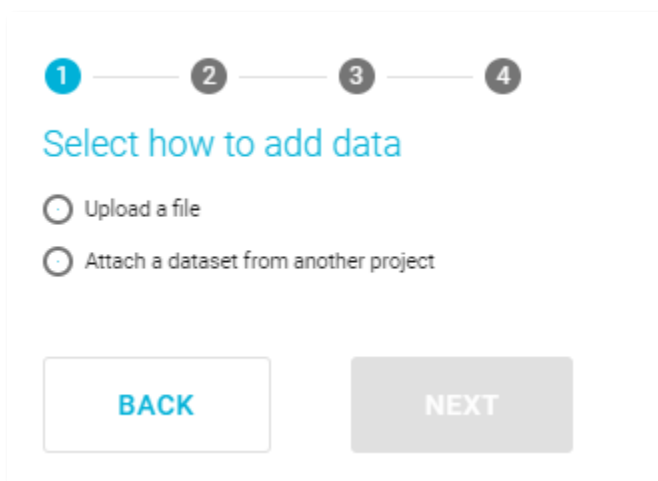 1 2 3 4
Select how to add data
Upload a file
Attach a dataset from another project
BACK NEXT